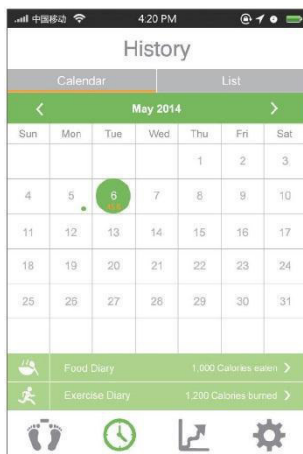 中国移动 4:20 PM
History
Calendar List
May 2014
Sun Mon Tue Wed Thu Fri Sat
1 2 3
4 5 6 7 8 9 10
11 12 13 14 15 16 17
18 19 20 21 22 23 24
25 26 27 28 29 30 31
Food Diary 1,000 Calories eaten
Exercise Diary 1,200 Calories burned